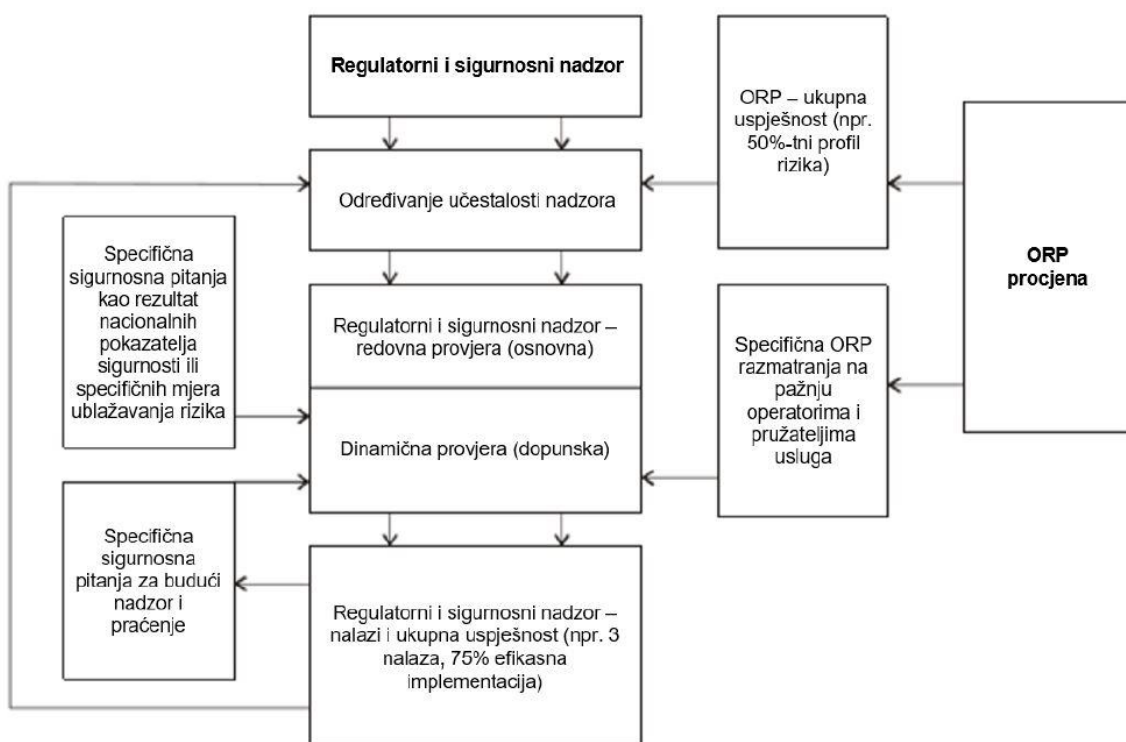 Regulatorni i sigurnosni nadzor
ORP – ukupna
uspješnost (npr.
50%-tni profil
rizika)
Određivanje učestalosti nadzora
ORP
procjena
Specifična
sigurnosna pitanja
kao rezultat
nacionalnih
pokazatelja
sigurnosti ili
specifičnih mjera
ublažavanja rizika
Regulatorni i sigurnosni nadzor –
redovna provjera (osnovna)
Specifična ORP
razmatranja na
pažnju
operatorima i
pružateljima
usluga
Dinamična provjera (dopunska)
Specifična
sigurnosna
pitanja za budući
nadzor i
praćenje
Regulatorni i sigurnosni nadzor –
nalazi i ukupna uspješnost (npr. 3
nalaza, 75% efikasna
implementacija)